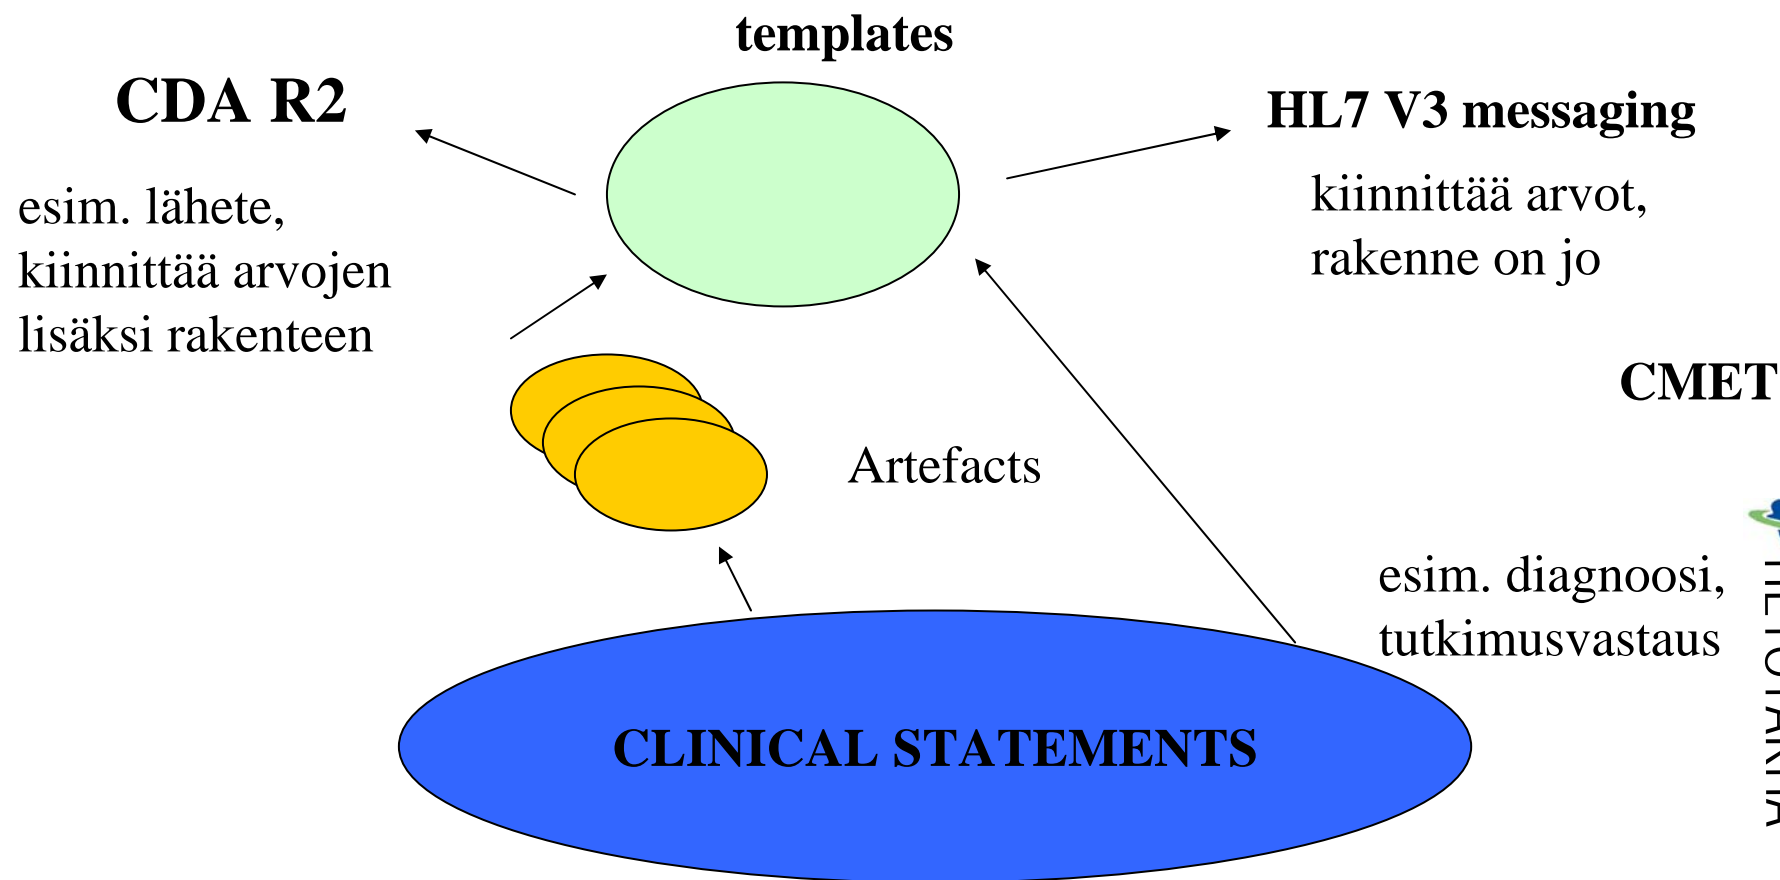 templates
CDA R2
HL7 V3 messaging
esim. lähete,
kiinnittää arvojen
lisäksi rakenteen
kiinnittää arvot,
rakenne on jo
CMET
Artefacts
esim. diagnoosi,
tutkimusvastaus
CLINICAL STATEMENTS